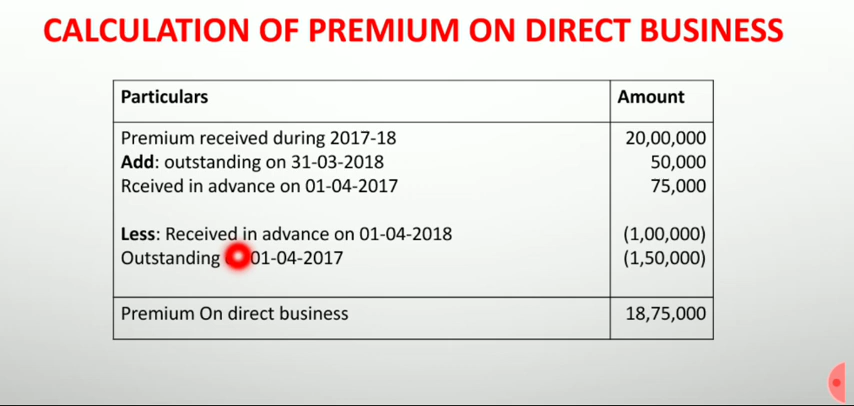 CALCULATION OF PREMIUM ON DIRECT BUSINESS
Particulars Amount
Premium received during 2017-18 20,00,000
Add: outstanding on 31-03-2018 50,000
Rceived in advance on 01-04-2017 75,000
Less: Received in advance on 01-04-2018 (1,00,000)
Outstanding 01-04-2017 (1,50,000)
Premium On direct business 18,75,000